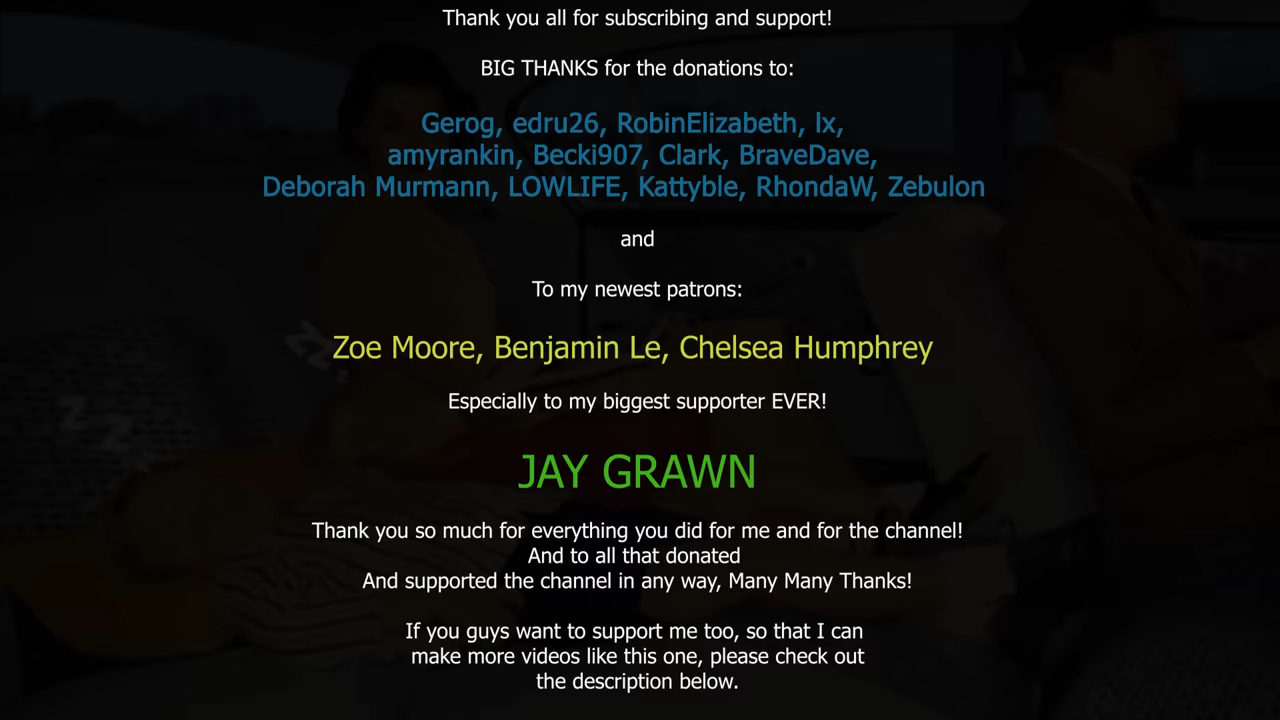 Thank you all for subscribing and support!
BIG THANKS for the donations to:
Gerog, edru26, RobinElizabeth, lx,
amyrankin, Becki907, Clark, BraveDave,
Deborah Murmann, LOWLIFE, Kattyble, RhondaW, Zebulon
and
To my newest patrons:
Zoe Moore, Benjamin Le, Chelsea Humphrey
Especially to my biggest supporter EVER!
JAY GRAWN
Thank you so much for everything you did for me and for the channel!
And to all that donated
And supported the channel in any way, Many Many Thanks!
If you guys want to support me too, so that I can
make more videos like this one, please check out
the description below.